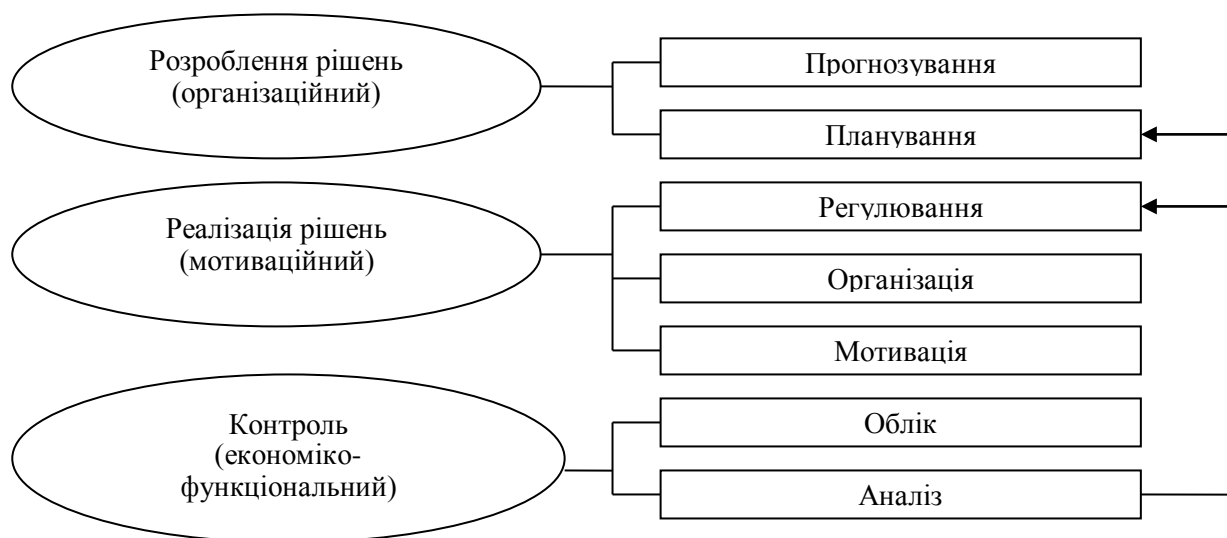 Розроблення рішень
(організаційний)
Прогнозування
Планування
Реалізація рішень
(мотиваційний)
Регулювання
Організація
Мотивація
Контроль
(економіко-
функціональний)
Облік
Аналіз